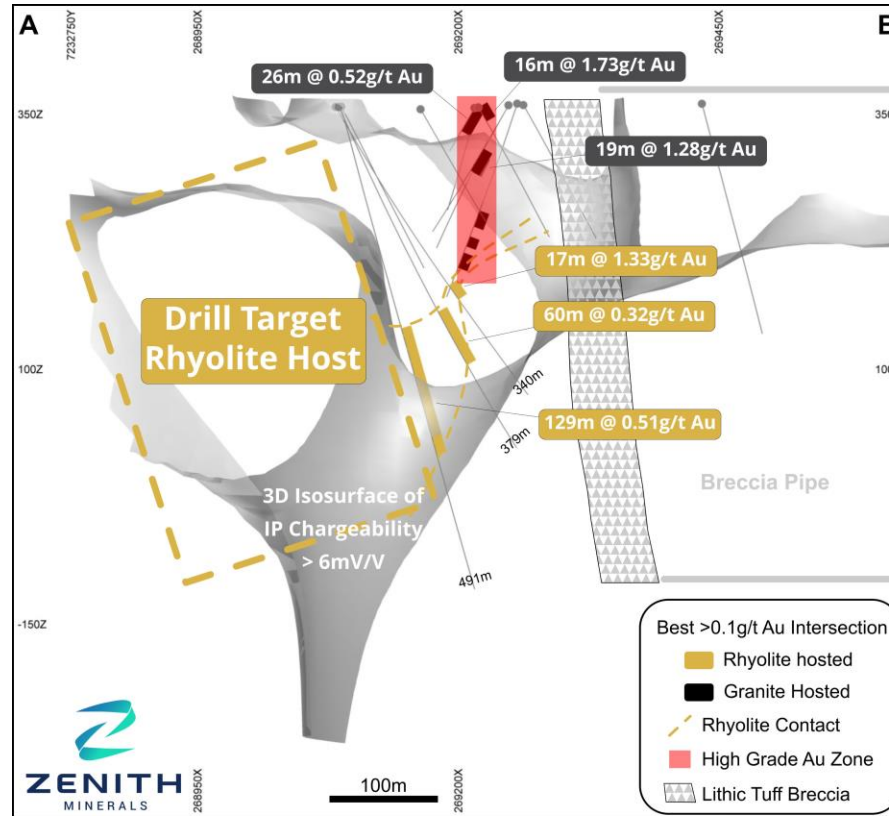 A
7232750Y
268950X
269200X
269450X
26m @ 0.52g/t Au
16m @ 1.73g/t Au
350Z
19m @ 1.28g/t Au
17m @ 1.33g/t Au
Drill Target
Rhyolite Host
60m @ 0.32g/t Au
100Z
340m
129m @ 0.51g/t Au
379m
Breccia Pipe
3D Isosurface of
IP Chargeability
> 6mV/V
491m
-150Z
Best >0.1g/t Au Intersection
Rhyolite hosted
Granite Hosted
Rhyolite Contact
High Grade Au Zone
Lithic Tuff Breccia
ZENITH
MINERALS
268950X
269200X
100m